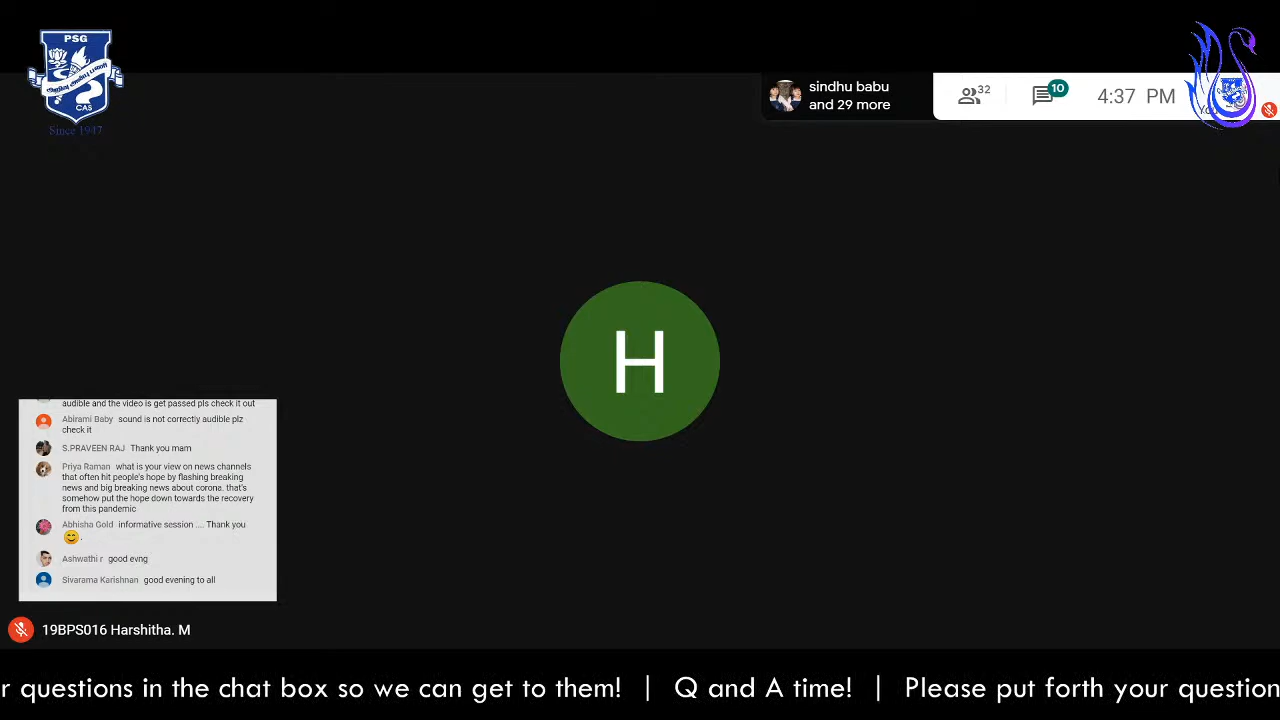 PSG
CAS
Since 1947
sindhu babu
and 29 more
32
10
4:37 PM
H
audible and the video is get passed pls check it out
Abirami Baby sound is not correctly audible plz
check it
S.PRAVEEN RAJ Thank you mam
Priya Raman what is your view on news channels
that often hit people's hope by flashing breaking
news and big breaking news about corona. that's
somehow put the hope down towards the recovery
from this pandemic
Abhisha Gold informative session .... Thank you
😊.
Ashwathi r good evng
Sivarama Karishnan good evening to all
19BPS016 Harshitha. M
r questions in the chat box so we can get to them! | Q and A time! | Please put forth your question